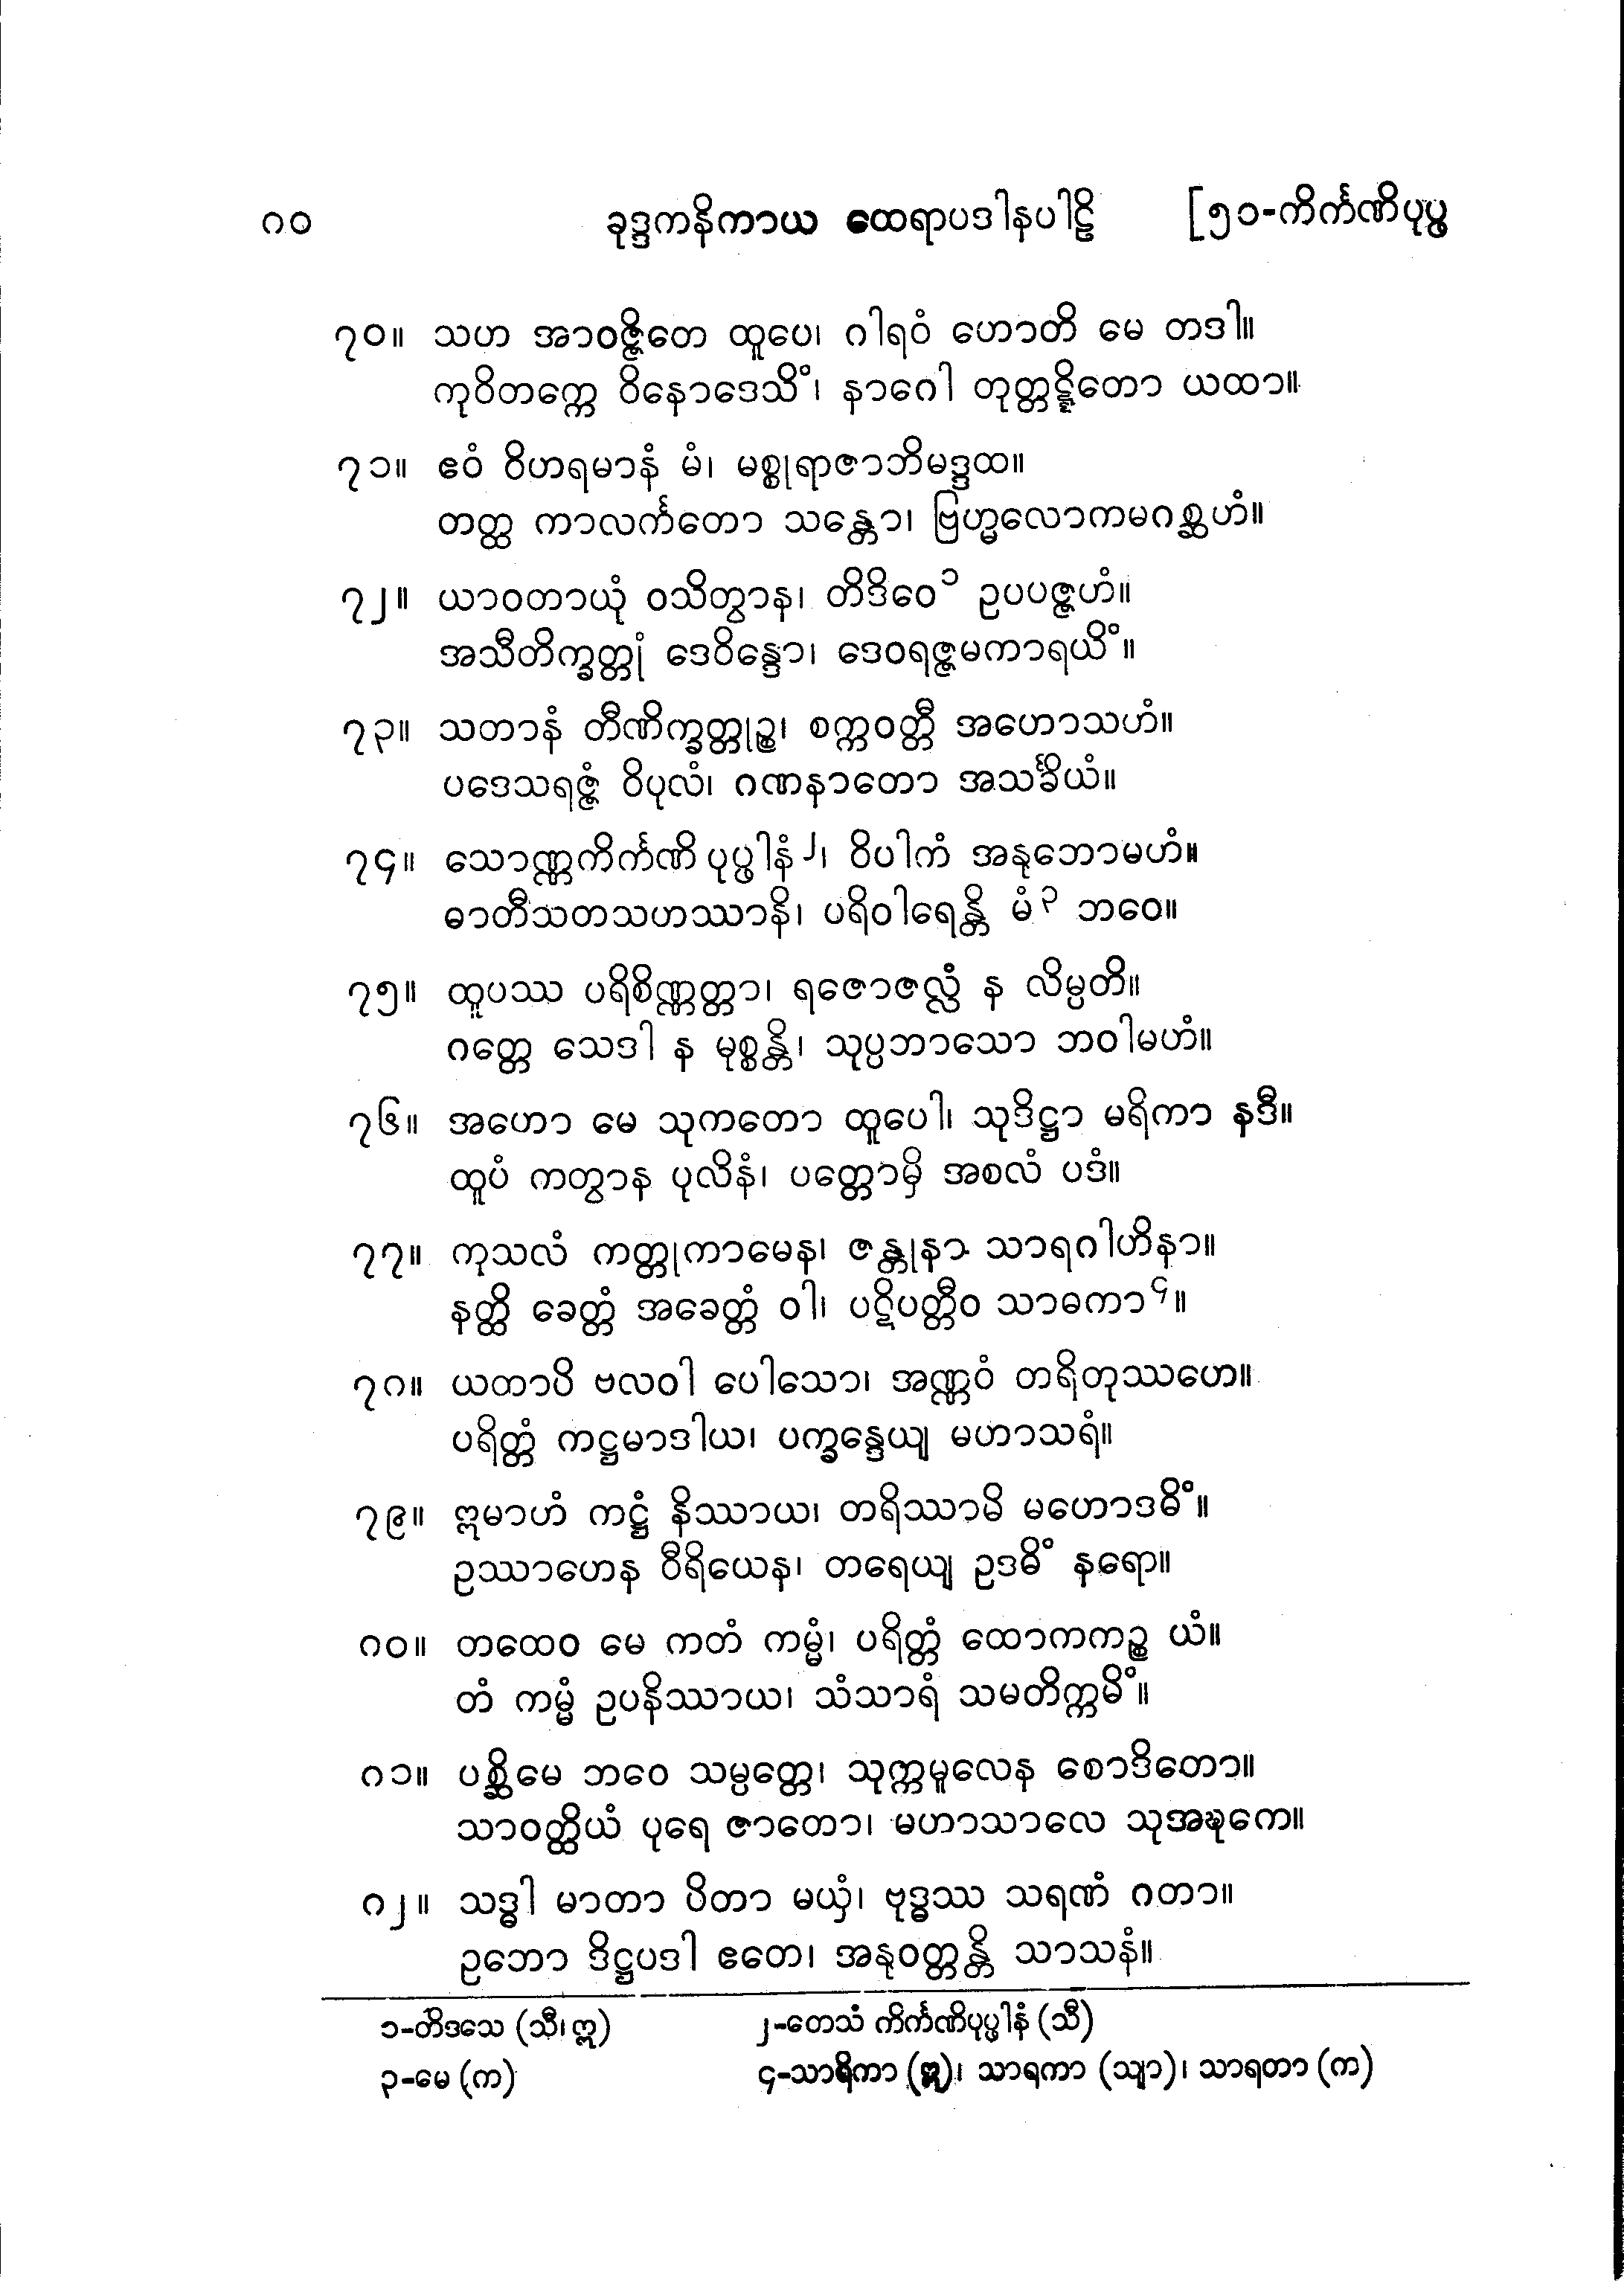 ၈၀ ခုဒ္ဒကနိကာယ ထေရာပဒါနပါဠိ [၅၀-ကိင်္ကဏိပုပ္ဖ
၇၀။ သဟ အာဝဇ္ဇိတေ ထူပေ၊ ဂါရဝံ ဟောတိ မေ တဒါ။
ကုဝိတက္ကေ ဝိနောဒေသိံ၊ နာဂေါ တုတ္တဋ္ဋိတော ယထာ။
၇၁။ ဧဝံ ဝိဟရမာနံ မံ၊ မစ္စုရာဇာဘိမဒ္ဒထ။
တတ္ထ ကာလင်္ကတော သန္တော၊ ဗြဟ္မလောကမဂစ္ဆဟံ။
၇၂။ ယာဝတာယုံ ဝသိတွာန၊ တိဒိဝေ၁ ဥပပဇ္ဇဟံ။
အသီတိက္ခတ္တုံ ဒေဝိန္ဒော၊ ဒေဝရဇ္ဇမကာရယိံ။
၇၃။ သတာနံ တီဏိက္ခတ္တုဉ္စ၊ စက္ကဝတ္တီ အဟောသဟံ။
ပဒေသရဇ္ဇံ ဝိပုလံ၊ ဂဏနာတော အသင်္ခိယံ။
၇၄။ သောဏ္ဏကိင်္ကဏိပုပ္ဖါနံ၂၊ ဝိပါကံ အနုဘောမဟံ။
ဓာတီသတသဟဿာနိ၊ ပရိဝါရေန္တိ မံ၃ ဘဝေ။
၇၅။ ထူပဿ ပရိစိဏ္ဏတ္တာ၊ ရဇောဇလ္လံ န လိမ္ပတိ။
ဂတ္တေ သေဒါ န မုစ္စန္တိ၊ သုပ္ပဘာသော ဘဝါမဟံ။
၇၆။ အဟော မေ သုကတော ထူပေါ၊ သုဒိဋ္ဌာ မရိကာ နဒီ။
ထူပံ ကတွာန ပုလိနံ၊ ပတ္တောမှိ အစလံ ပဒံ။
၇၇။ ကုသလံ ကတ္တုကာမေန၊ ဇန္တုနာ သာရဂါဟိနာ။
နတ္ထိ ခေတ္တံ အခေတ္တံ ဝါ၊ ပဋိပတ္တီဝ သာဓကာ၄။
၇၈။ ယထာပိ ဗလဝါ ပေါသော၊ အဏ္ဏဝံ တရိတုဿဟေ။
ပရိတ္တံ ကဋ္ဌမာဒါယ၊ ပက္ခန္ဒေယျ မဟာသရံ။
၇၉။ ဣမာဟံ ကဋ္ဌံ နိဿာယ၊ တရိဿာမိ မဟောဒဓိံ။
ဥဿာဟေန ဝီရိယေန၊ တရေယျ ဥဒဓိံ နရော။
၈၀။ တထေဝ မေ ကတံ ကမ္မံ၊ ပရိတ္တံ ထောကကဉ္စ ယံ။
တံ ကမ္မံ ဥပနိဿာယ၊ သံသာရံ သမတိက္ကမိံ။
၈၁။ ပစ္ဆိမေ ဘဝေ သမ္ပတ္တေ၊ သုက္ကမူလေန စောဒိတော။
သာဝတ္ထိယံ ပုရေ ဇာတော၊ မဟာသာလေ သုအဍ္ဎကေ။
၈၂။ သဒ္ဓါ မာတာ ပိတာ မယှံ၊ ဗုဒ္ဓဿ သရဏံ ဂတာ။
ဥဘော ဒိဋ္ဌပဒါ ဧတေ၊ အနုဝတ္တန္တိ သာသနံ။
၁-တိဒသေ (သီ၊ ဣ) ၂-တေသံ ကိင်္ကဏိပုပ္ဖါနံ (သီ)
၃-မေ (က) ၄-သာရိကာ (ဣ)၊ သာရကာ (သျာ)၊ သာရတာ (က)